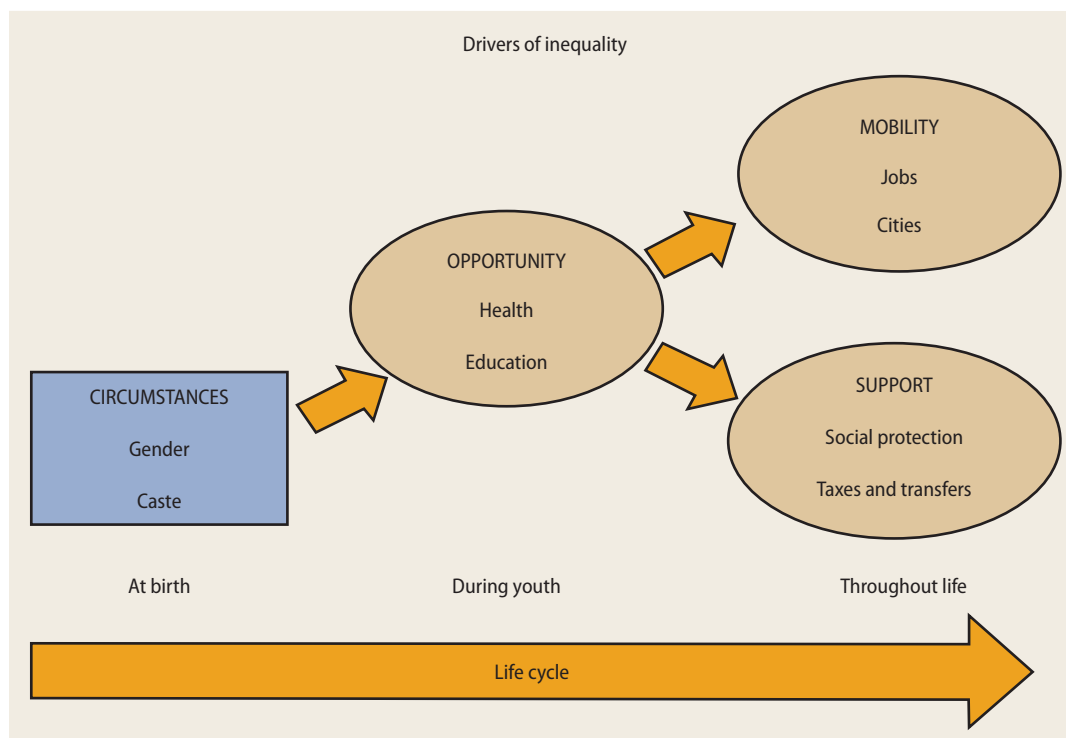 Drivers of inequality
CIRCUMSTANCES
Gender
Caste
OPPORTUNITY
Health
Education
MOBILITY
Jobs
Cities
SUPPORT
Social protection
Taxes and transfers
At birth
During youth
Throughout life
Life cycle